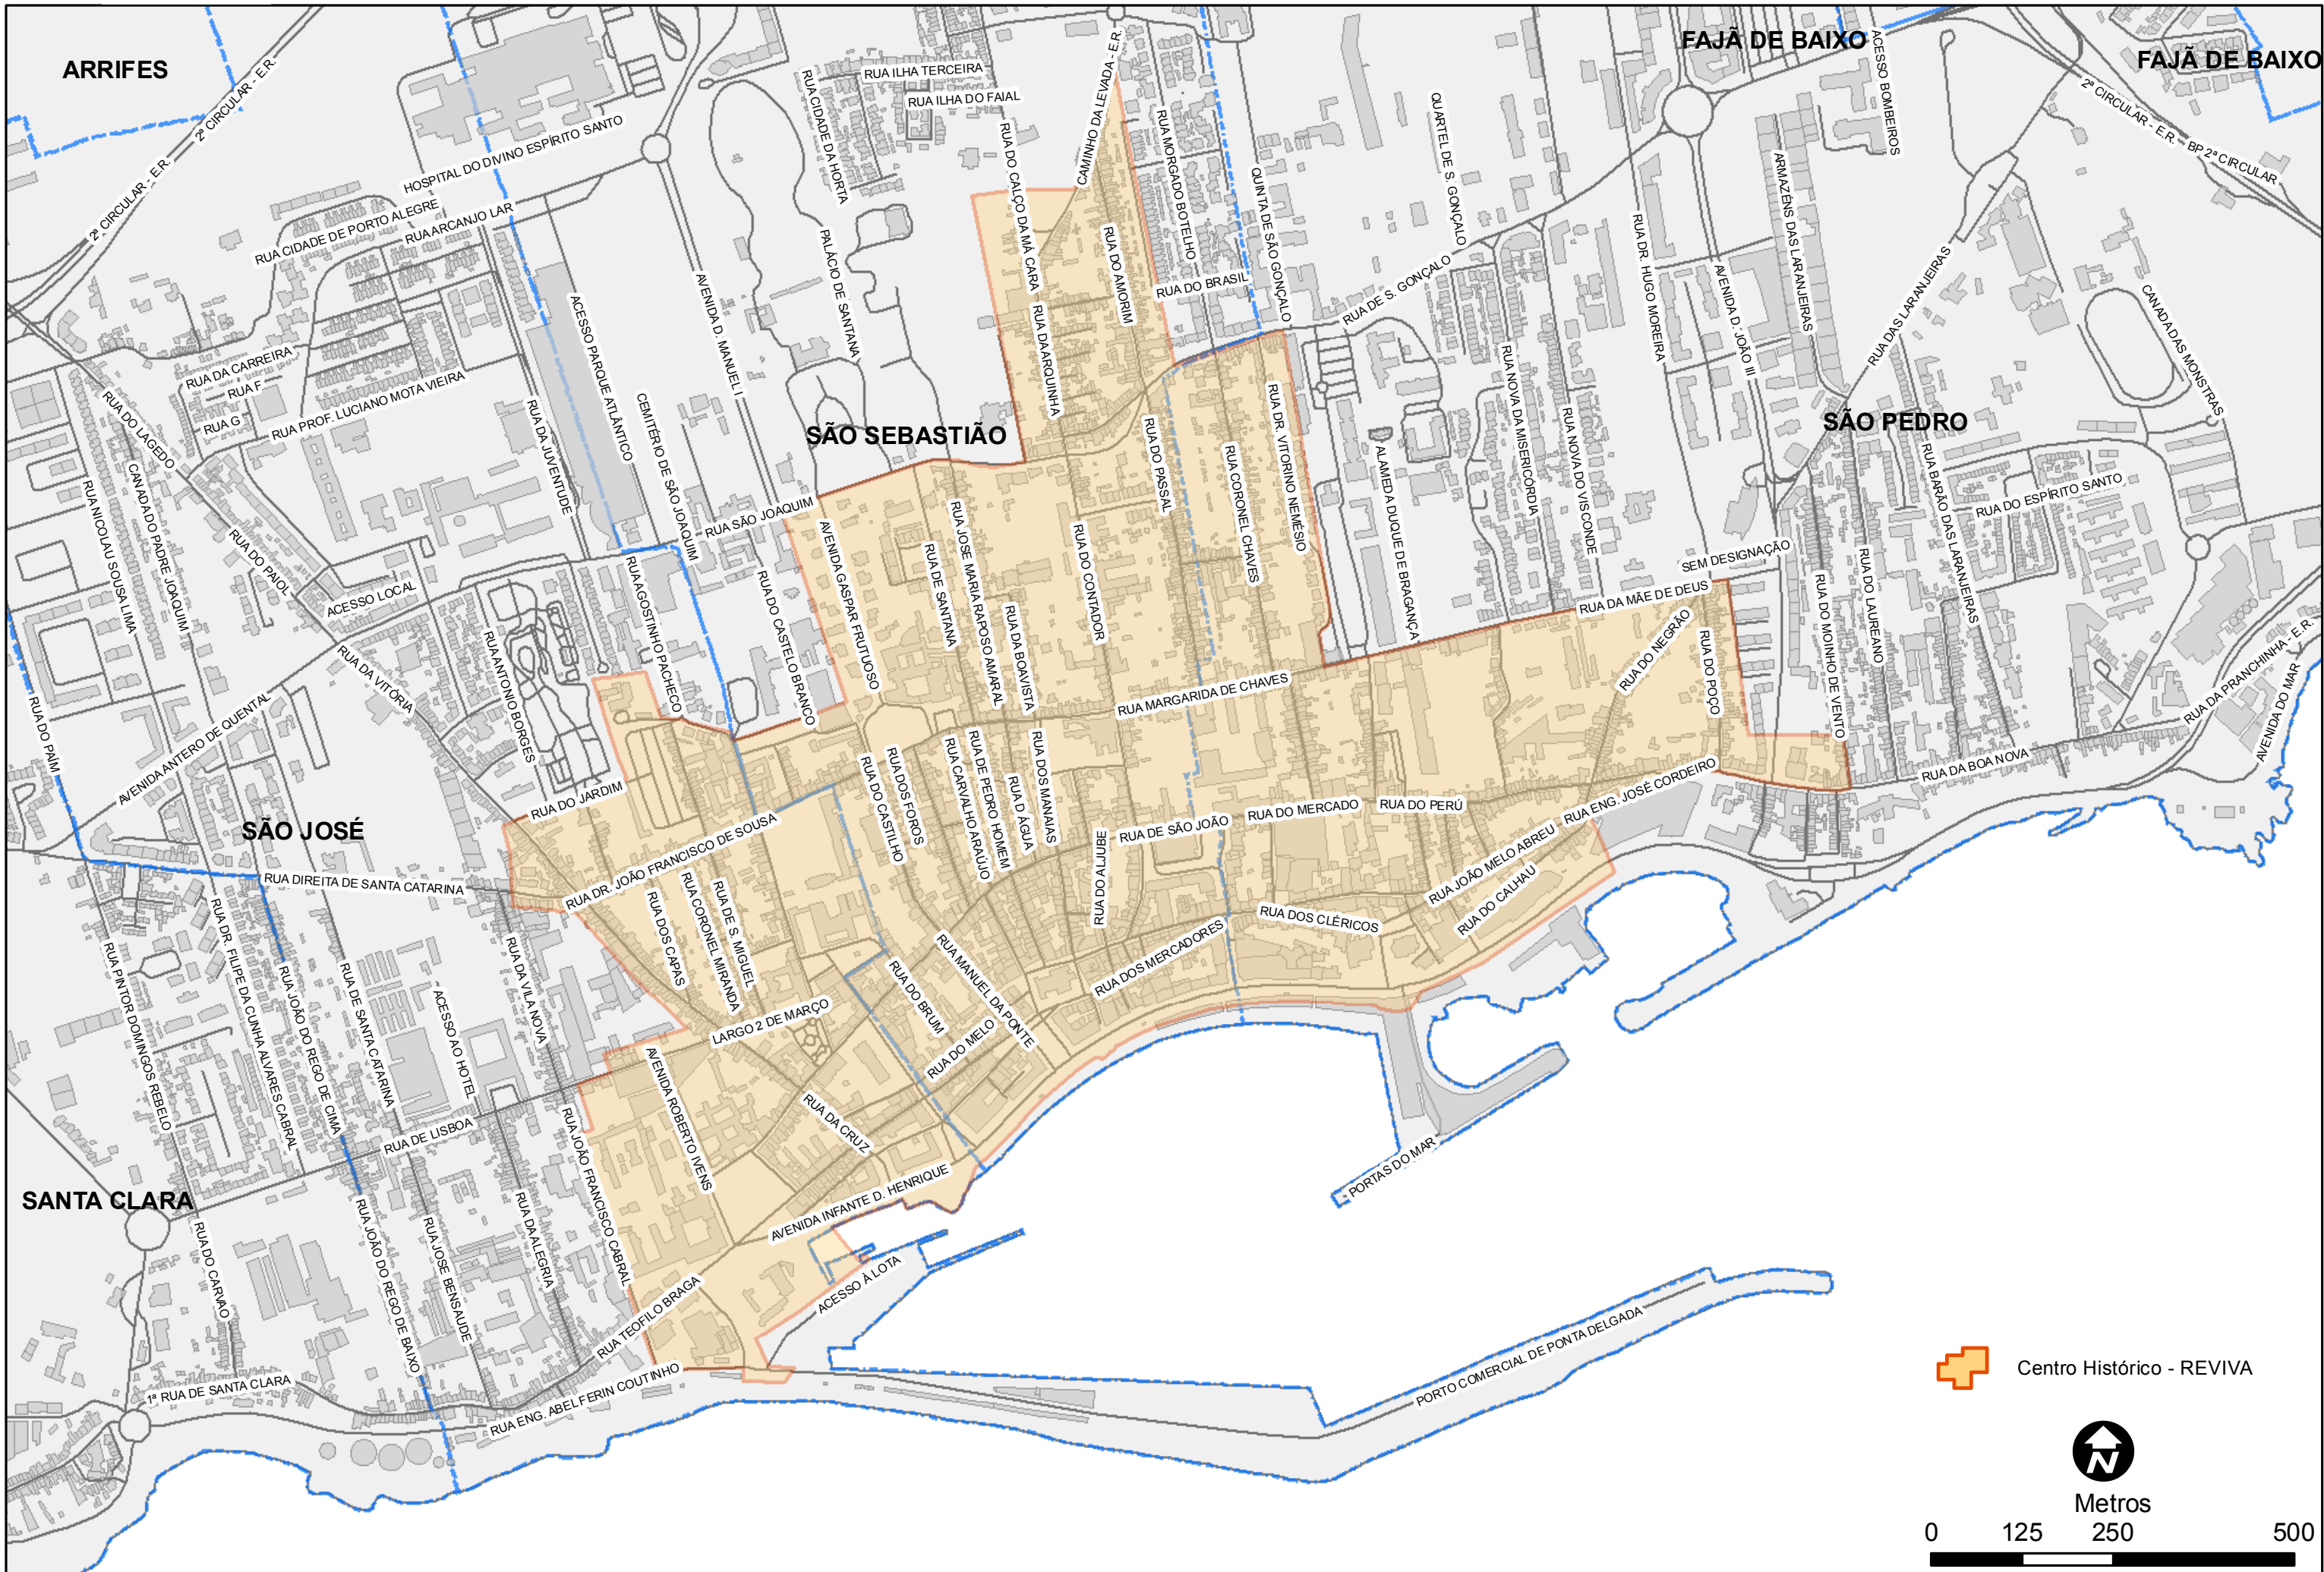 ARRIFES
FAJÃ DE BAIXO
FAJÃ DE BAIXO
2ª CIRCULAR - E.R.
2ª CIRCULAR - E.R.
CAMINHO DA LEVADA - E.R.
ACESSO BOMBEIROS
2ª CIRCULAR - E.R. - BP 2ª CIRCULAR
RUA ILHA TERCEIRA
RUA ILHA DO FAIAL
RUA CIDADE DA HORTA
HOSPITAL DO DIVINO ESPÍRITO SANTO
RUA CIDADE DE PORTO ALEGRE
RUA ARCANJO LAR
RUA DO CALÇO DA MÁ CARA
RUA MORGADO BOTELHO
QUINTA DE SÃO GONÇALO
QUARTEL DE S. GONÇALO
RUA DR. HUGO MOREIRA
ARMAZÉNS DAS LARANJEIRAS
AVENIDA D. JOÃO III
RUA DAS LARANJEIRAS
CANADA DAS MONSTRAS
PALÁCIO DE SANTANA
AVENIDA D. MANUEL I
ACESSO PARQUE ATLÂNTICO
RUA DO AMORIM
RUA DO BRASIL
RUA DE S. GONÇALO
RUA DA ARQUINHA
RUA DA CARREIRA
RUA F
RUA G
RUA PROF. LUCIANO MOTA VIEIRA
RUA DO LAGEDO
RUA DA JUVENTUDE
CEMITÉRIO DE SÃO JOAQUIM
SÃO SEBASTIÃO
SÃO PEDRO
RUA NOVA DA MISERICÓRDIA
RUA NOVA DO VISCONDE
RUA DR. VITORINO NEMÉSIO
RUA CORONEL CHAVES
RUA DO PASSAL
ALAMEDA DUQUE DE BRAGANÇA
RUA BARÃO DAS LARANJEIRAS
RUA DO ESPÍRITO SANTO
RUA NICOLAU SOUSA LIMA
CANADA DO PADRE JOAQUIM
RUA DO PAIOL
RUA SÃO JOAQUIM
AVENIDA GASPAR FRUTUOSO
RUA DE SANTANA
RUA JOSE MARIA RAPOSO AMARAL
RUA DA BOAVISTA
RUA DO CONTADOR
SEM DESIGNAÇÃO
RUA DA MÃE DE DEUS
RUA DO NEGRÃO
RUA DO POÇO
RUA DO MOINHO DE VENTO
RUA DO LAUREANO
ACESSO LOCAL
RUA AGOSTINHO PACHECO
RUA DO CASTELO BRANCO
RUA ANTONIO BORGES
RUA DA VITÓRIA
AVENIDA ANTERO DE QUENTAL
RUA DO PAÍM
RUA MARGARIDA DE CHAVES
RUA DA PRANCHINHA - E.R.
AVENIDA DO MAR
RUA DA BOA NOVA
RUA DO JARDIM
SÃO JOSÉ
RUA DO CASTILHO
RUA DOS FOROS
RUA CARVALHO ARAÚJO
RUA DE PEDRO HOMEM
RUA D ÁGUA
RUA DOS MANAIAS
RUA DO ALJUBE
RUA DE SÃO JOÃO
RUA DO MERCADO
RUA DO PERÚ
RUA ENG. JOSÉ CORDEIRO
RUA JOÃO MELO ABREU
RUA DO CALHAU
RUA DOS CLÉRICOS
RUA DOS MERCADORES
RUA DIREITA DE SANTA CATARINA
RUA DR. JOÃO FRANCISCO DE SOUSA
RUA DOS CAPAS
RUA CORONEL MIRANDA
RUA DE S. MIGUEL
RUA PINTOR DOMINGOS REBELO
RUA DR. FILIPE DA CUNHA ALVARES CABRAL
RUA JOÃO DO REGO DE CIMA
RUA DE SANTA CATARINA
ACESSO AO HOTEL
RUA DA VILA NOVA
LARGO 2 DE MARÇO
RUA DO BRUM
RUA MANUEL DA PONTE
RUA DO MELO
AVENIDA ROBERTO IVENS
RUA DA CRUZ
RUA DE LISBOA
RUA JOÃO FRANCISCO CABRAL
PORTAS DO MAR
SANTA CLARA
RUA DO CARVAO
RUA JOÃO DO REGO DE BAIXO
RUA JOSE BENSAUDE
RUA DA ALEGRIA
AVENIDA INFANTE D. HENRIQUE
ACESSO À LOTA
RUA TEOFILO BRAGA
RUA ENG. ABEL FERIN COUTINHO
1ª RUA DE SANTA CLARA
PORTO COMERCIAL DE PONTA DELGADA
Centro Histórico - REVIVA
N
Metros
0 125 250 500